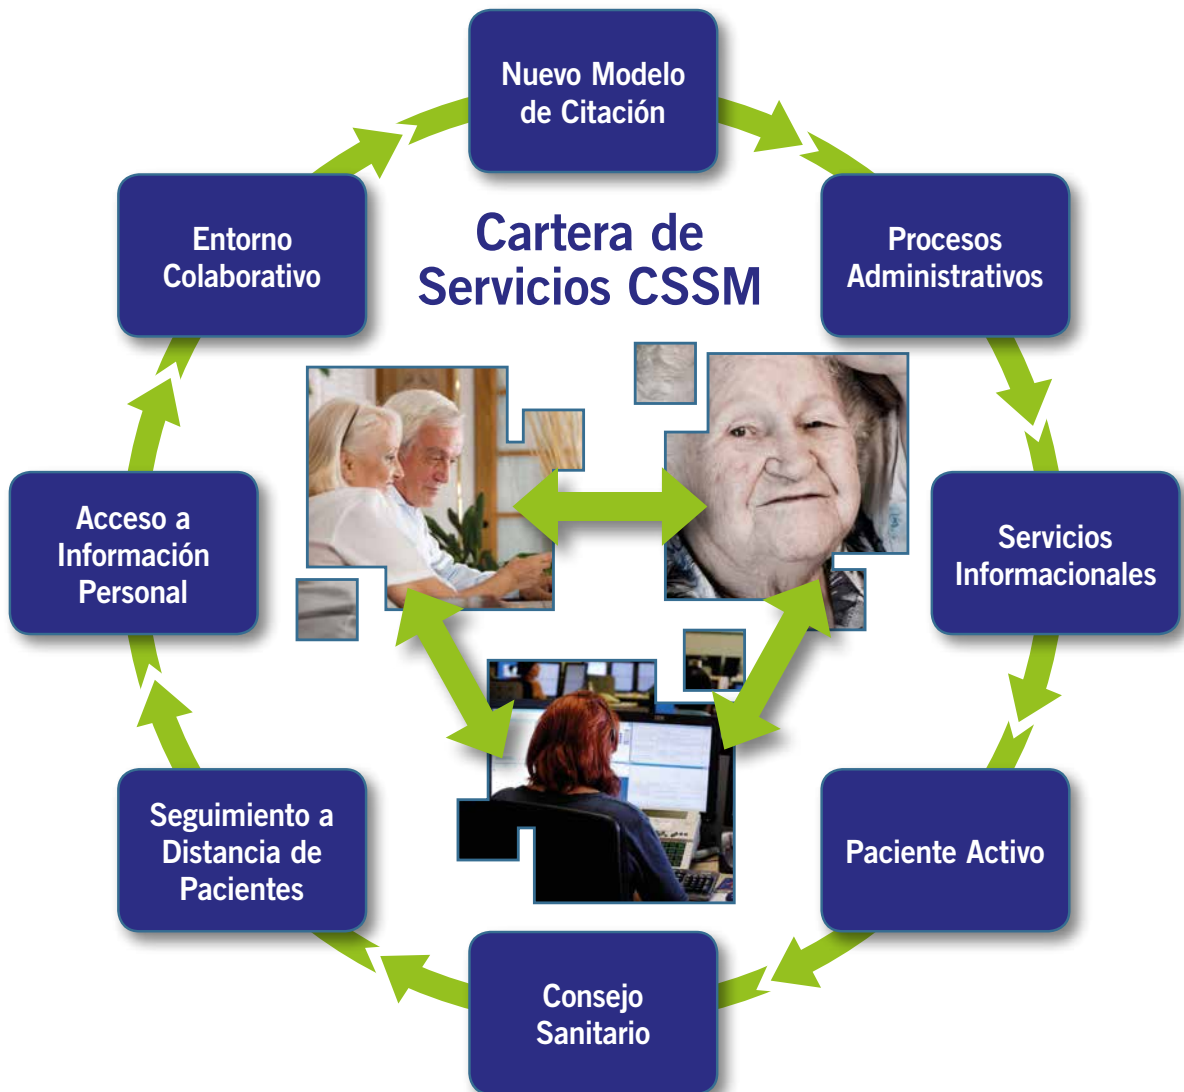 Nuevo Modelo
de Citación
Cartera de
Servicios CSSM
Entorno
Colaborativo
Procesos
Administrativos
Acceso a
Información
Personal
Servicios
Informacionales
Seguimiento a
Distancia de
Pacientes
Paciente Activo
Consejo
Sanitario